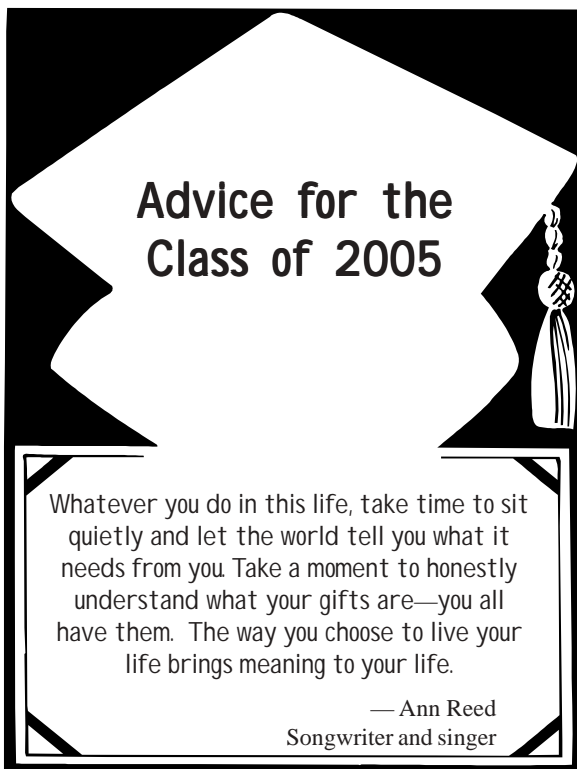 Advice for the
Class of 2005
Whatever you do in this life, take time to sit
quietly and let the world tell you what it
needs from you. Take a moment to honestly
understand what your gifts are—you all
have them. The way you choose to live your
life brings meaning to your life.
— Ann Reed
Songwriter and singer